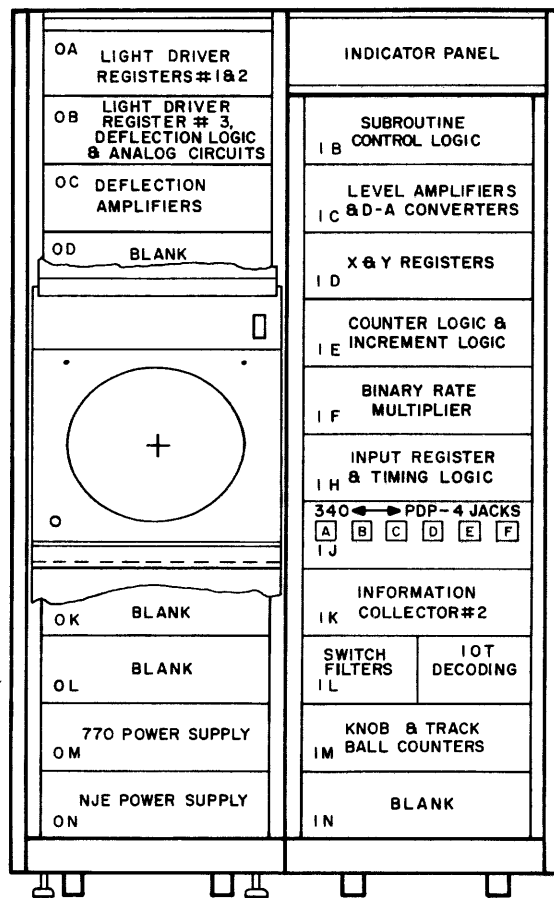 OA LIGHT DRIVER
REGISTERS #1&2
OB LIGHT DRIVER
REGISTER # 3,
DEFLECTION LOGIC
& ANALOG CIRCUITS
OC DEFLECTION
AMPLIFIERS
OD BLANK
OK BLANK
OL BLANK
770 POWER SUPPLY
OM
NJE POWER SUPPLY
ON
INDICATOR PANEL
SUBROUTINE
CONTROL LOGIC
IB
LEVEL AMPLIFIERS
& D-A CONVERTERS
IC
X & Y REGISTERS
ID
COUNTER LOGIC &
INCREMENT LOGIC
IE
BINARY RATE
MULTIPLIER
IF
INPUT REGISTER
& TIMING LOGIC
IH
340 ↔ PDP-4 JACKS
A B C D E F
IJ
INFORMATION
COLLECTOR #2
IK
SWITCH
FILTERS
IL
IOT
DECODING
KNOB & TRACK
BALL COUNTERS
IM
BLANK
IN